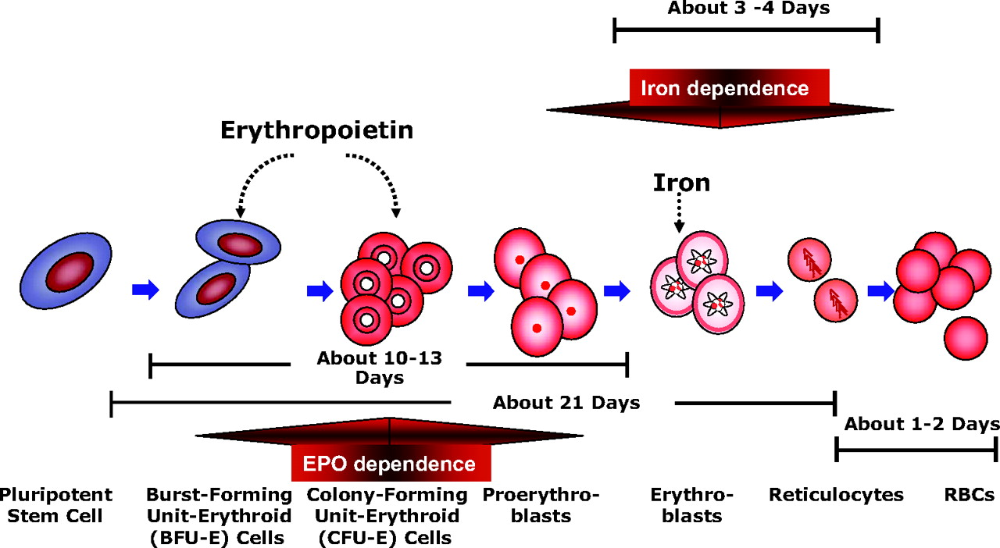 About 3 -4 Days
Iron dependence
Erythropoietin
Iron
About 10-13
Days
About 21 Days
About 1-2 Days
EPO dependence
Pluripotent
Stem Cell
Burst-Forming
Unit-Erythroid
(BFU-E) Cells
Colony-Forming
Unit-Erythroid
(CFU-E) Cells
Proerythro-
blasts
Erythro-
blasts
Reticulocytes
RBCs